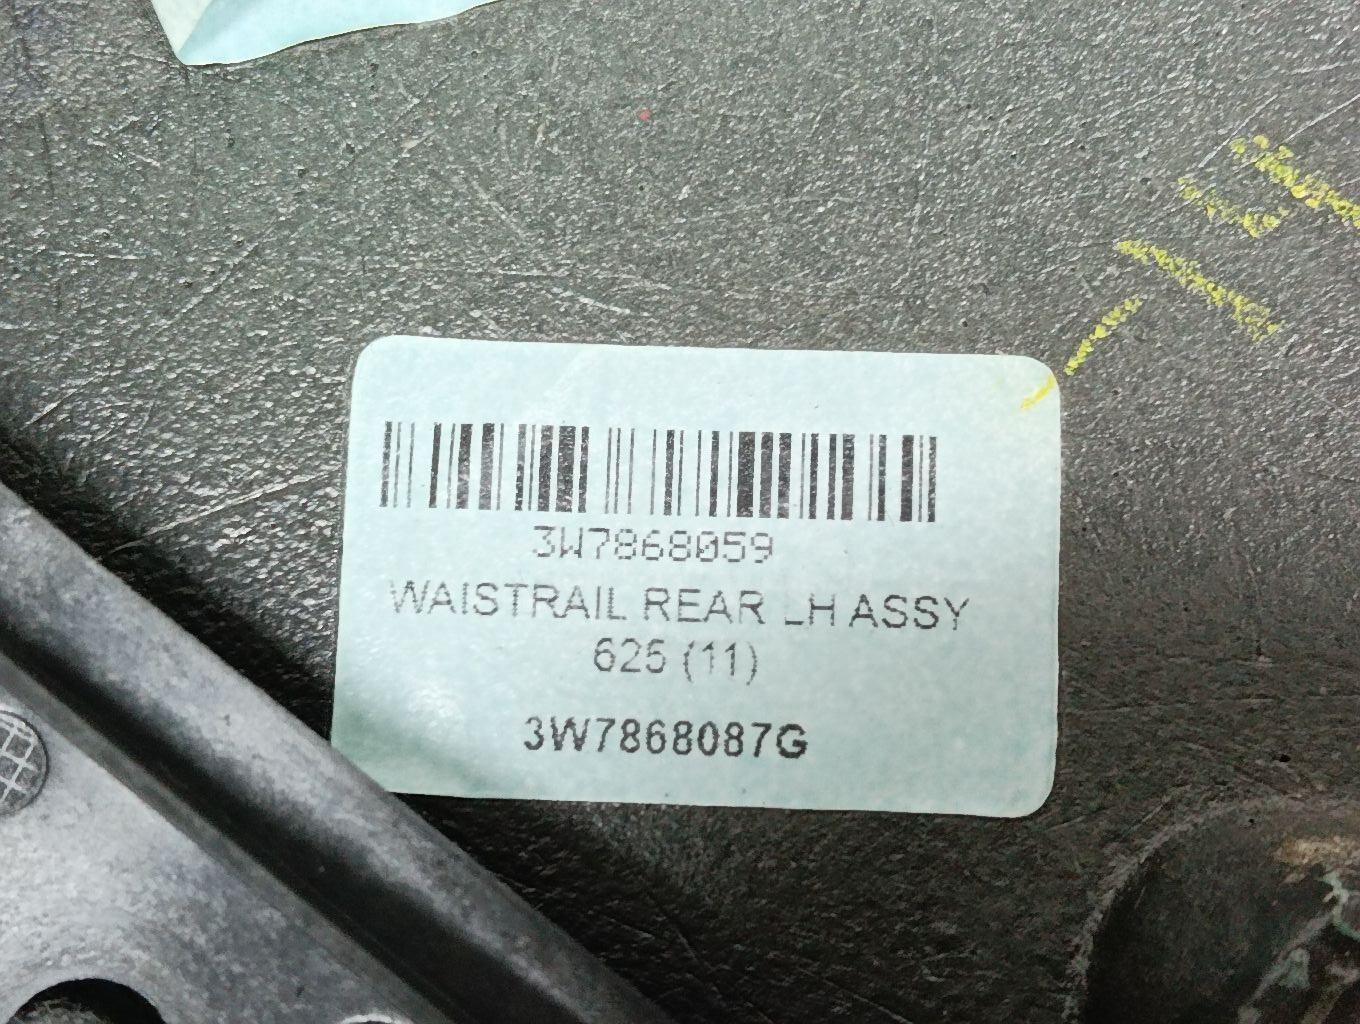 3W7868059
WAISTRAIL REAR LH ASSY
625 (11)
3W7868087G